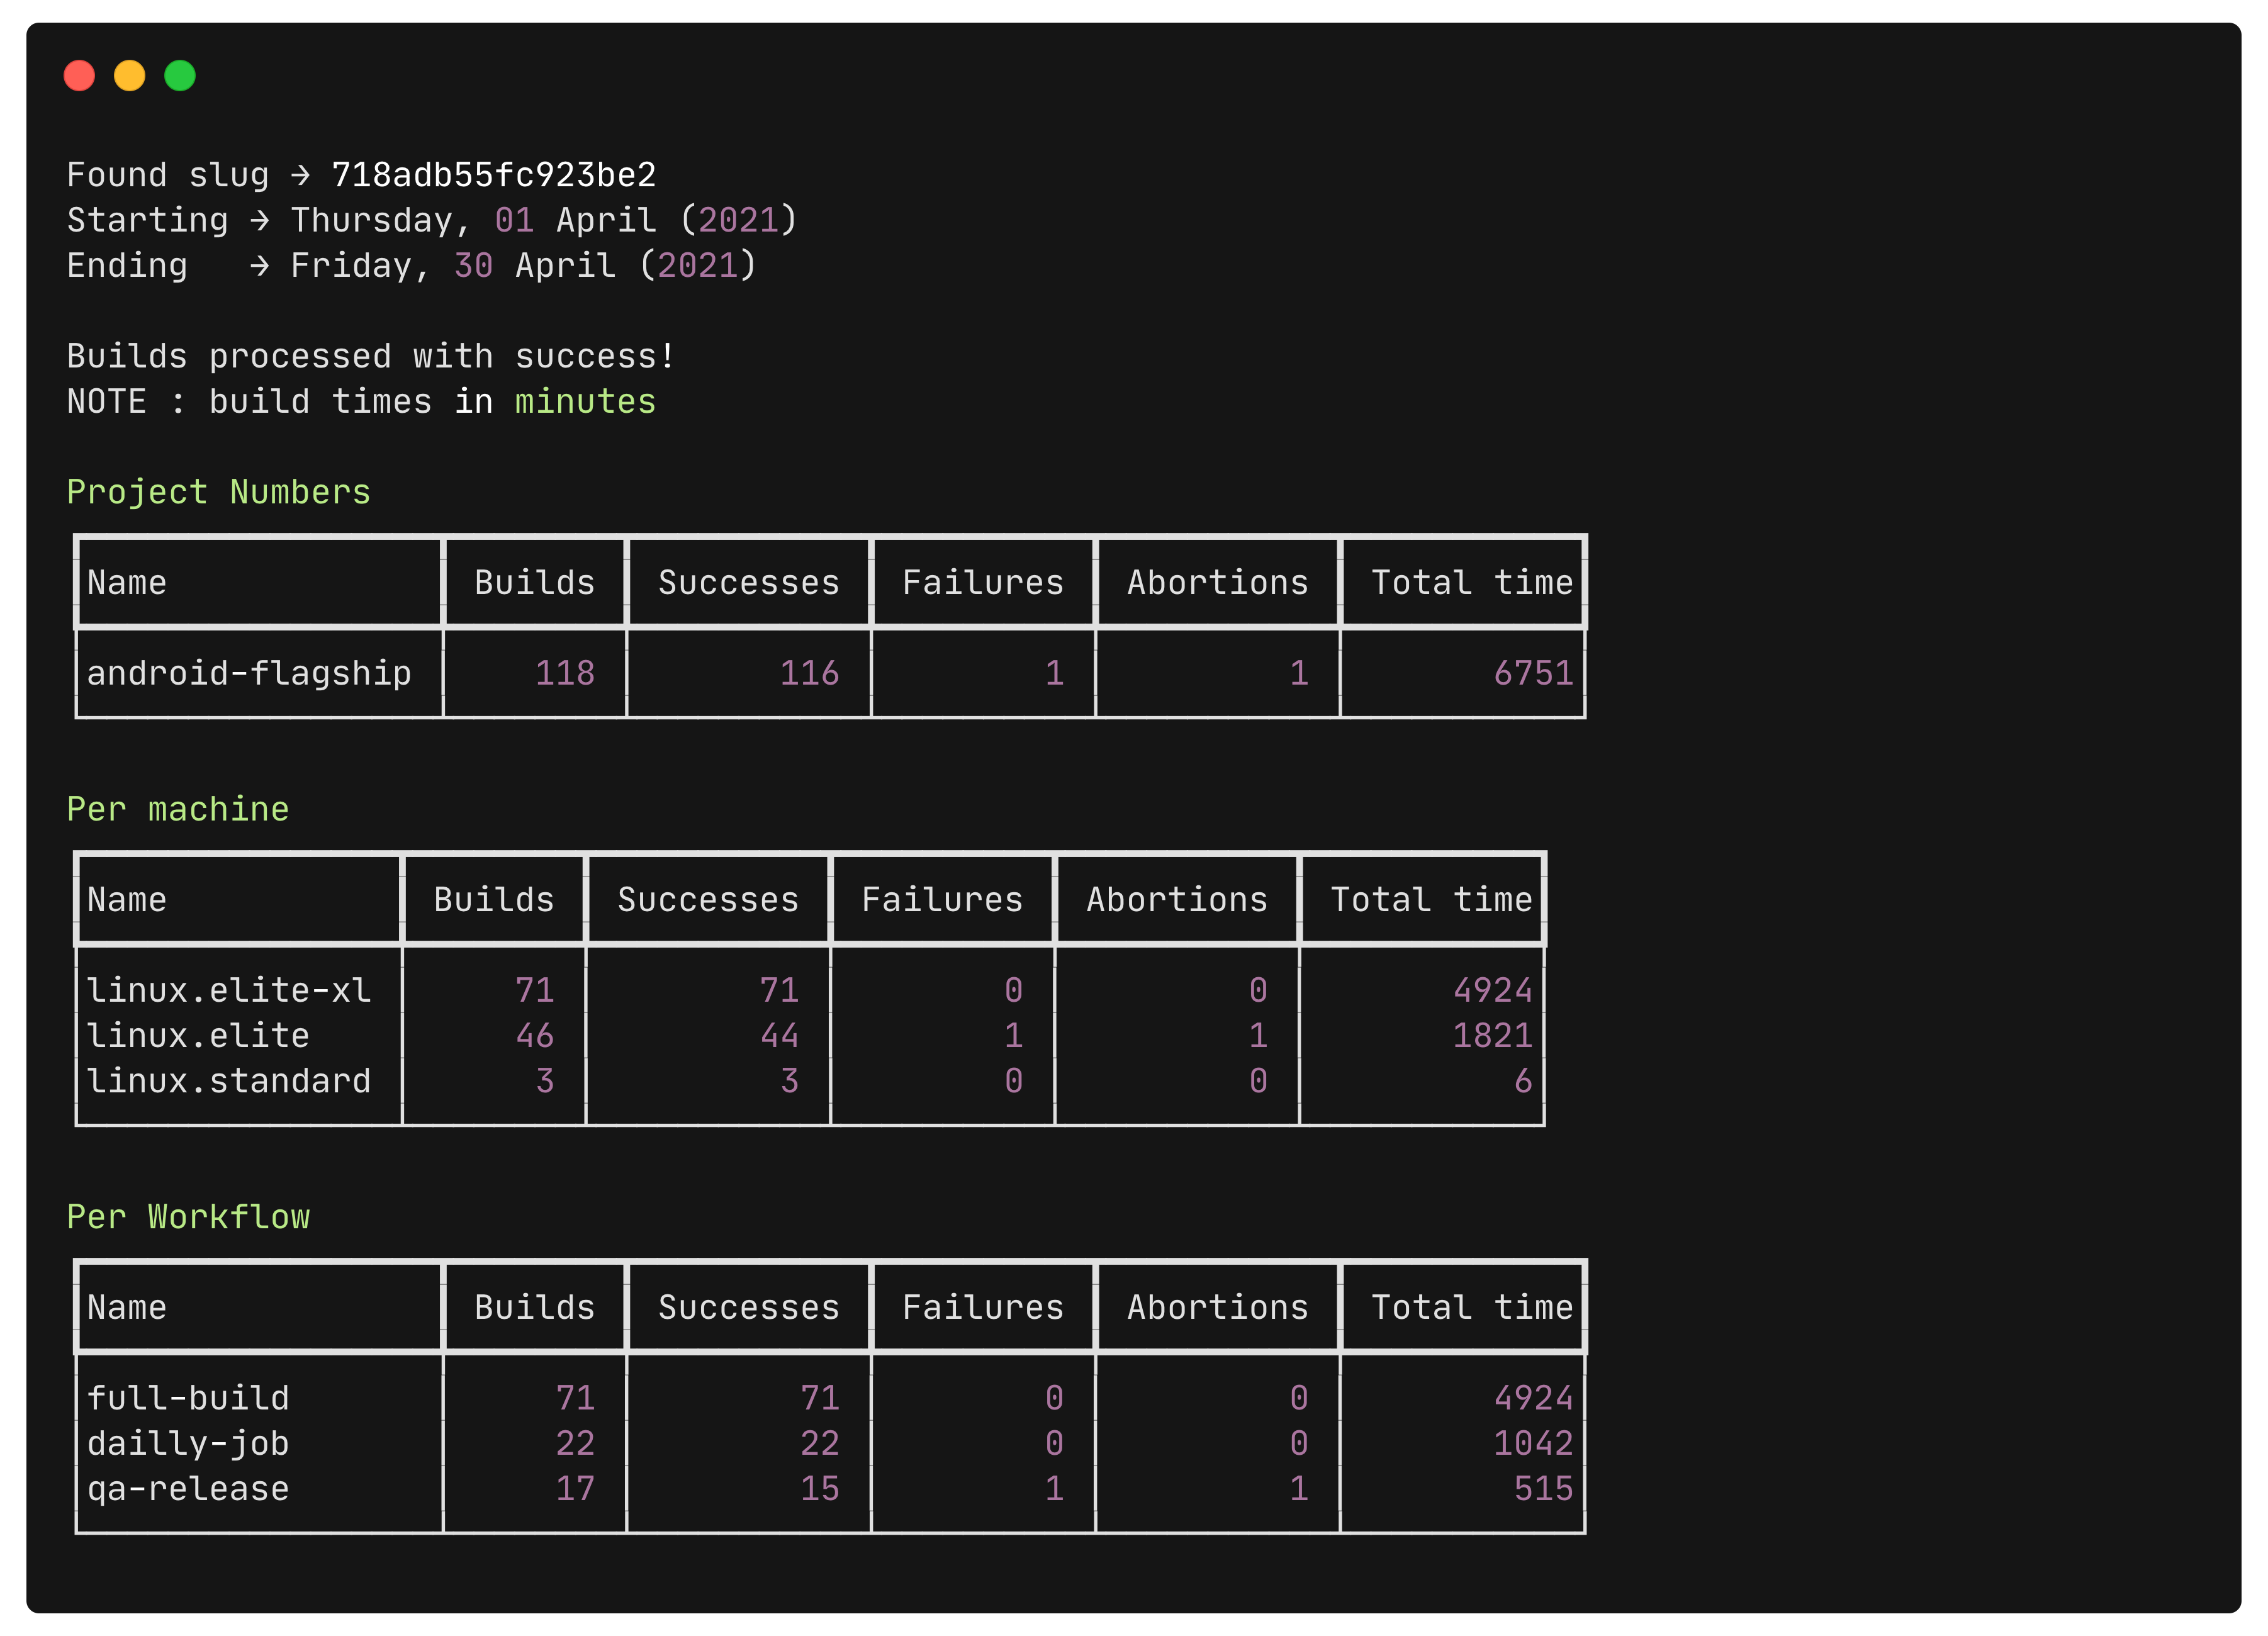 Found slug → 718adb55fc923be2
Starting → Thursday, 01 April (2021)
Ending   → Friday, 30 April (2021)
Builds processed with success!
NOTE : build times in minutes
Project Numbers
Name Builds Successes Failures Abortions Total time
android-flagship 118 116 1 1 6751
Per machine
Name Builds Successes Failures Abortions Total time
linux.elite-xl 71 71 0 0 4924
linux.elite 46 44 1 1 1821
linux.standard 3 3 0 0 6
Per Workflow
Name Builds Successes Failures Abortions Total time
full-build 71 71 0 0 4924
dailly-job 22 22 0 0 1042
qa-release 17 15 1 1 515